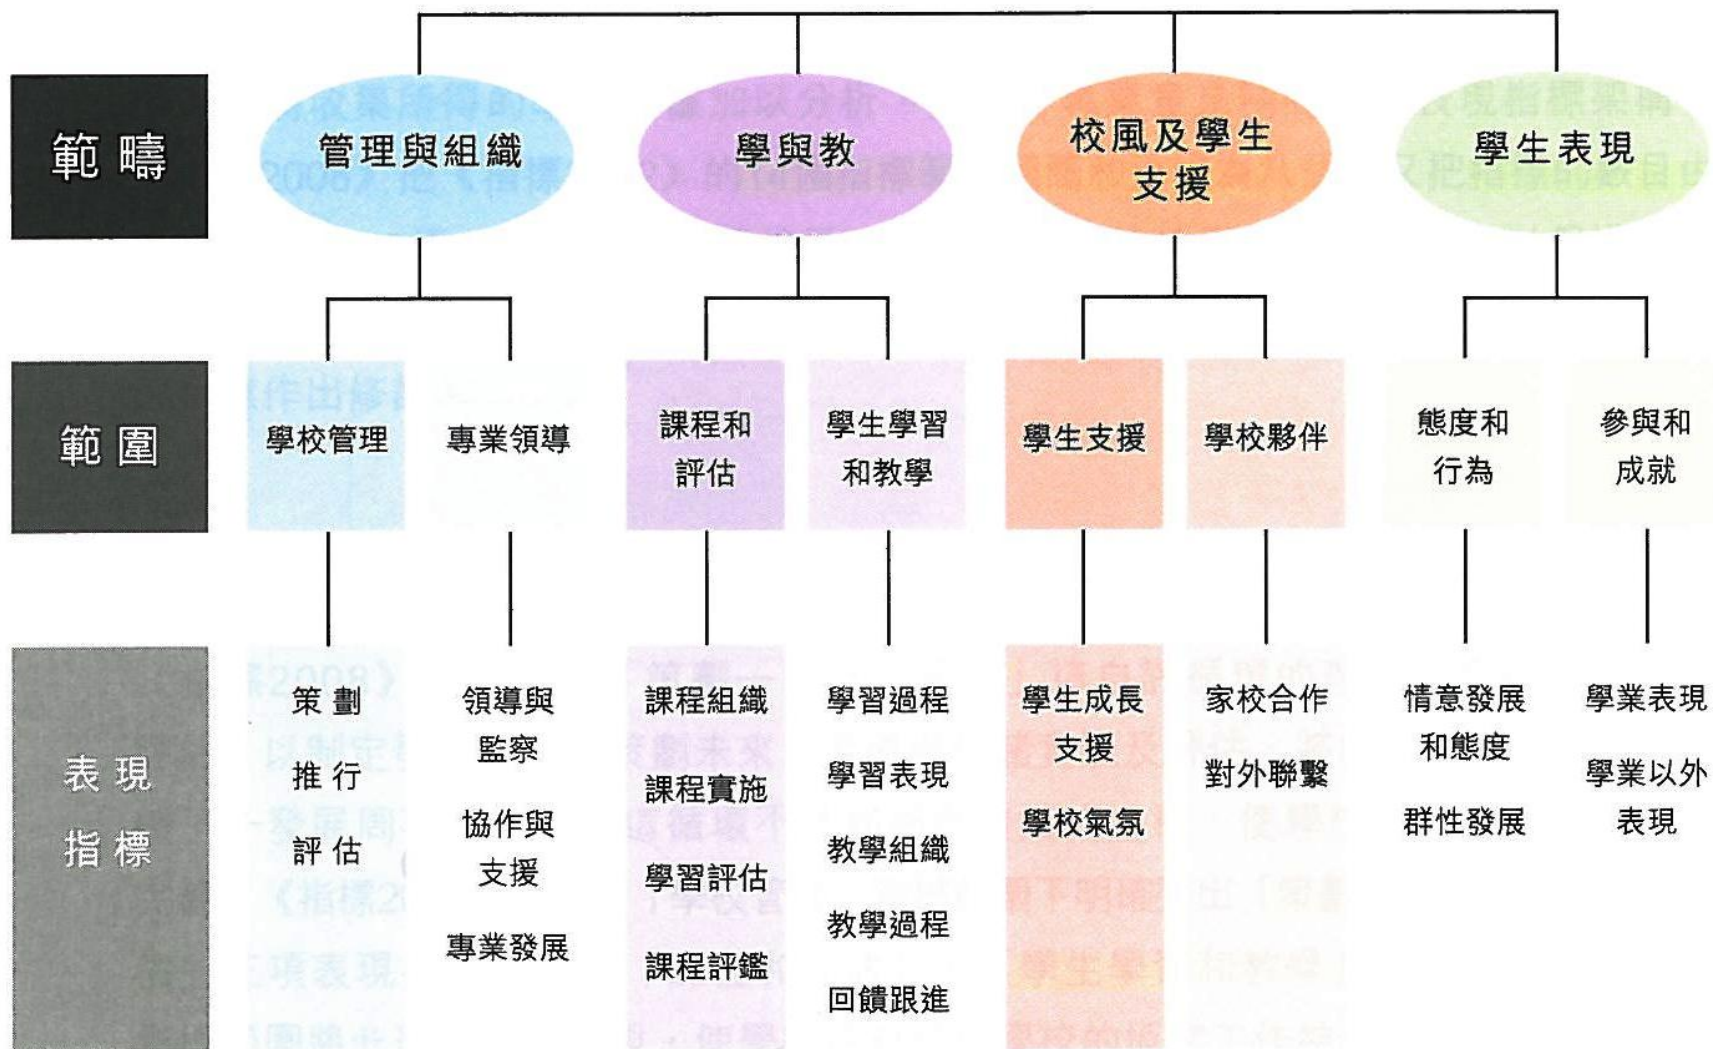 範疇
管理與組織
學與教
校風及學生
支援
學生表現
範圍
學校管理
專業領導
課程和
評估
學生學習
和教學
學生支援
學校夥伴
態度和
行為
參與和
成就
表現
指標
策劃
推行
評估
領導與
監察
協作與
支援
專業發展
課程組織
課程實施
學習評估
課程評鑑
學習過程
學習表現
教學組織
教學過程
回饋跟進
學生成長
支援
學校氣氛
家校合作
對外聯繫
情意發展
和態度
群性發展
學業表現
學業以外
表現